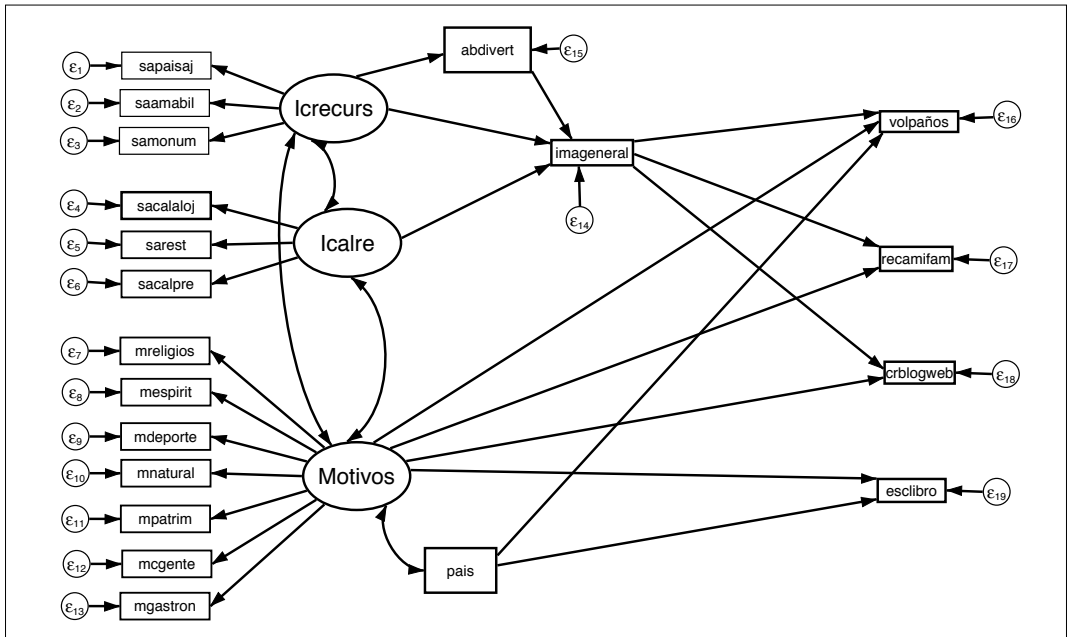 ε1
sapaisaj
ε2
saamabil
ε3
samonum
Icrecurs
abdivert
ε15
imageneral
ε14
volpaños
ε16
ε4
sacalaloj
ε5
sarest
ε6
sacalpre
Icalre
recamifam
ε17
ε7
mreligios
ε8
mespirit
ε9
mdeporte
ε10
mnatural
ε11
mpatrim
ε12
mcgente
ε13
mgastron
Motivos
crblogweb
ε18
esclibro
ε19
pais